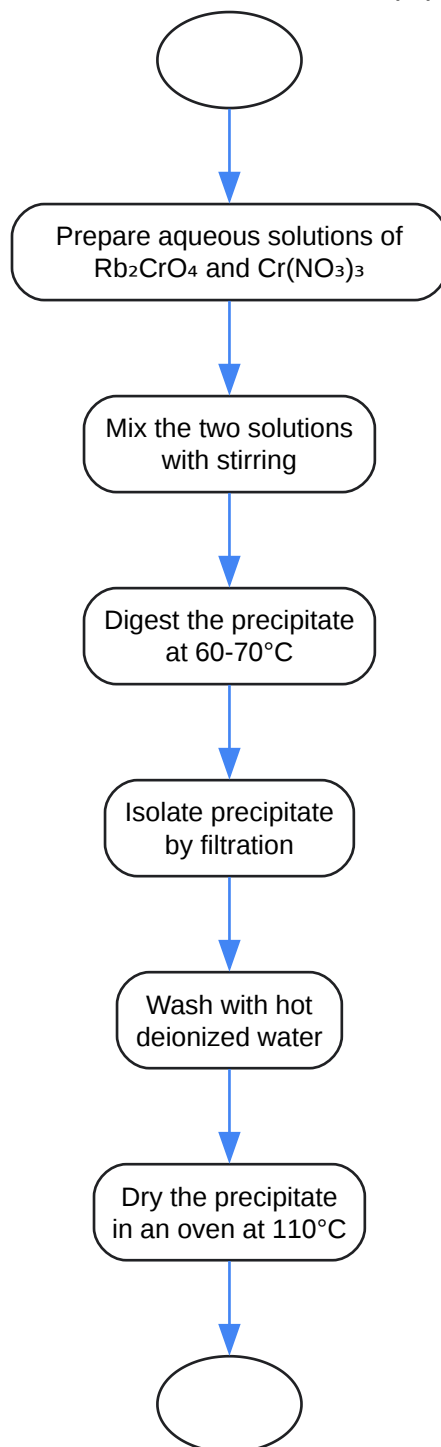 Prepare aqueous solutions of
Rb₂CrO₄ and Cr(NO₃)₃
Mix the two solutions
with stirring
Digest the precipitate
at 60-70°C
Isolate precipitate
by filtration
Wash with hot
deionized water
Dry the precipitate
in an oven at 110°C